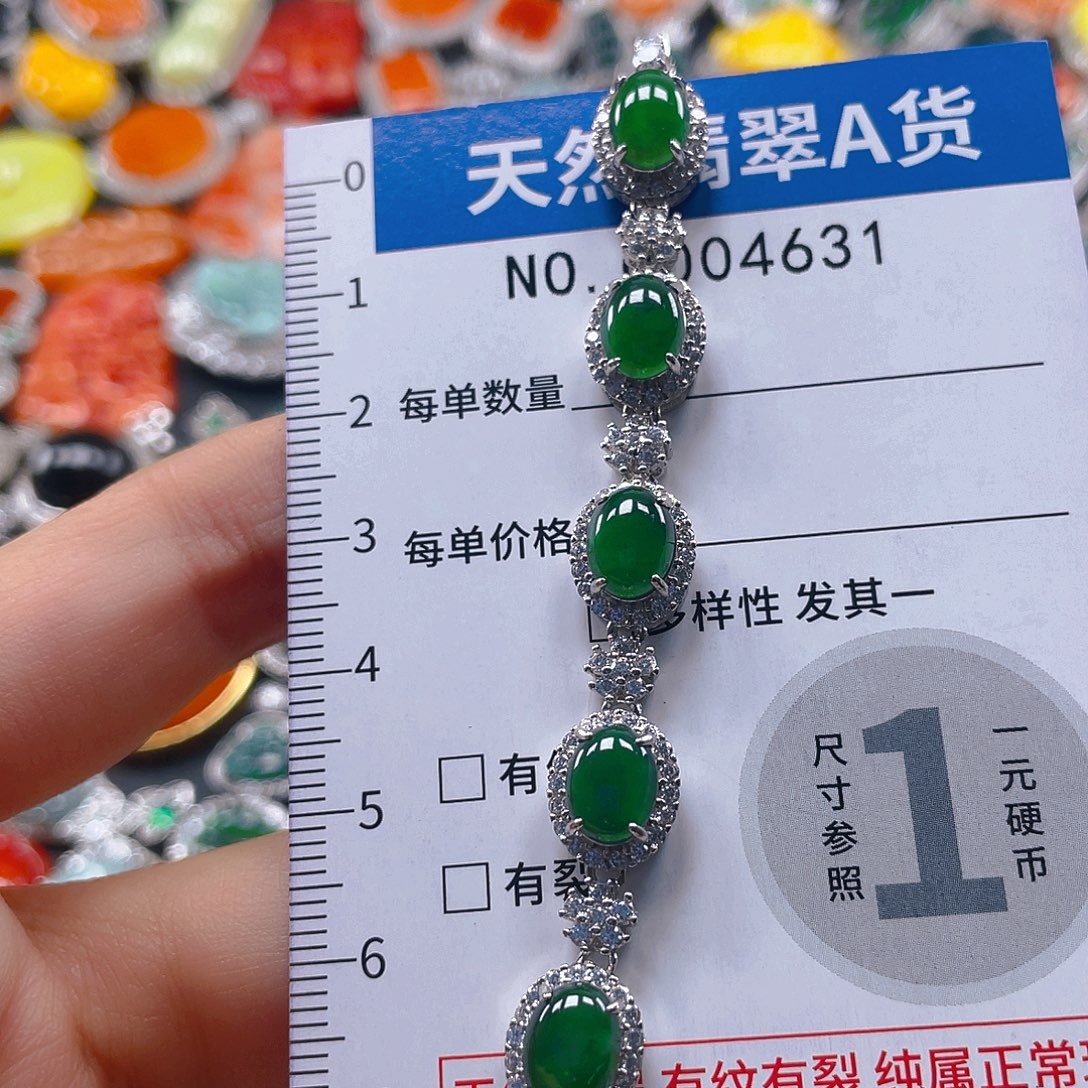 天然翡翠A货
NO. 004631
0
1
2
3
4
5
6
每单数量
每单价格
多样性 发其一
有
有裂
尺寸参照
1
一元硬币
有纹有裂 纯属正常